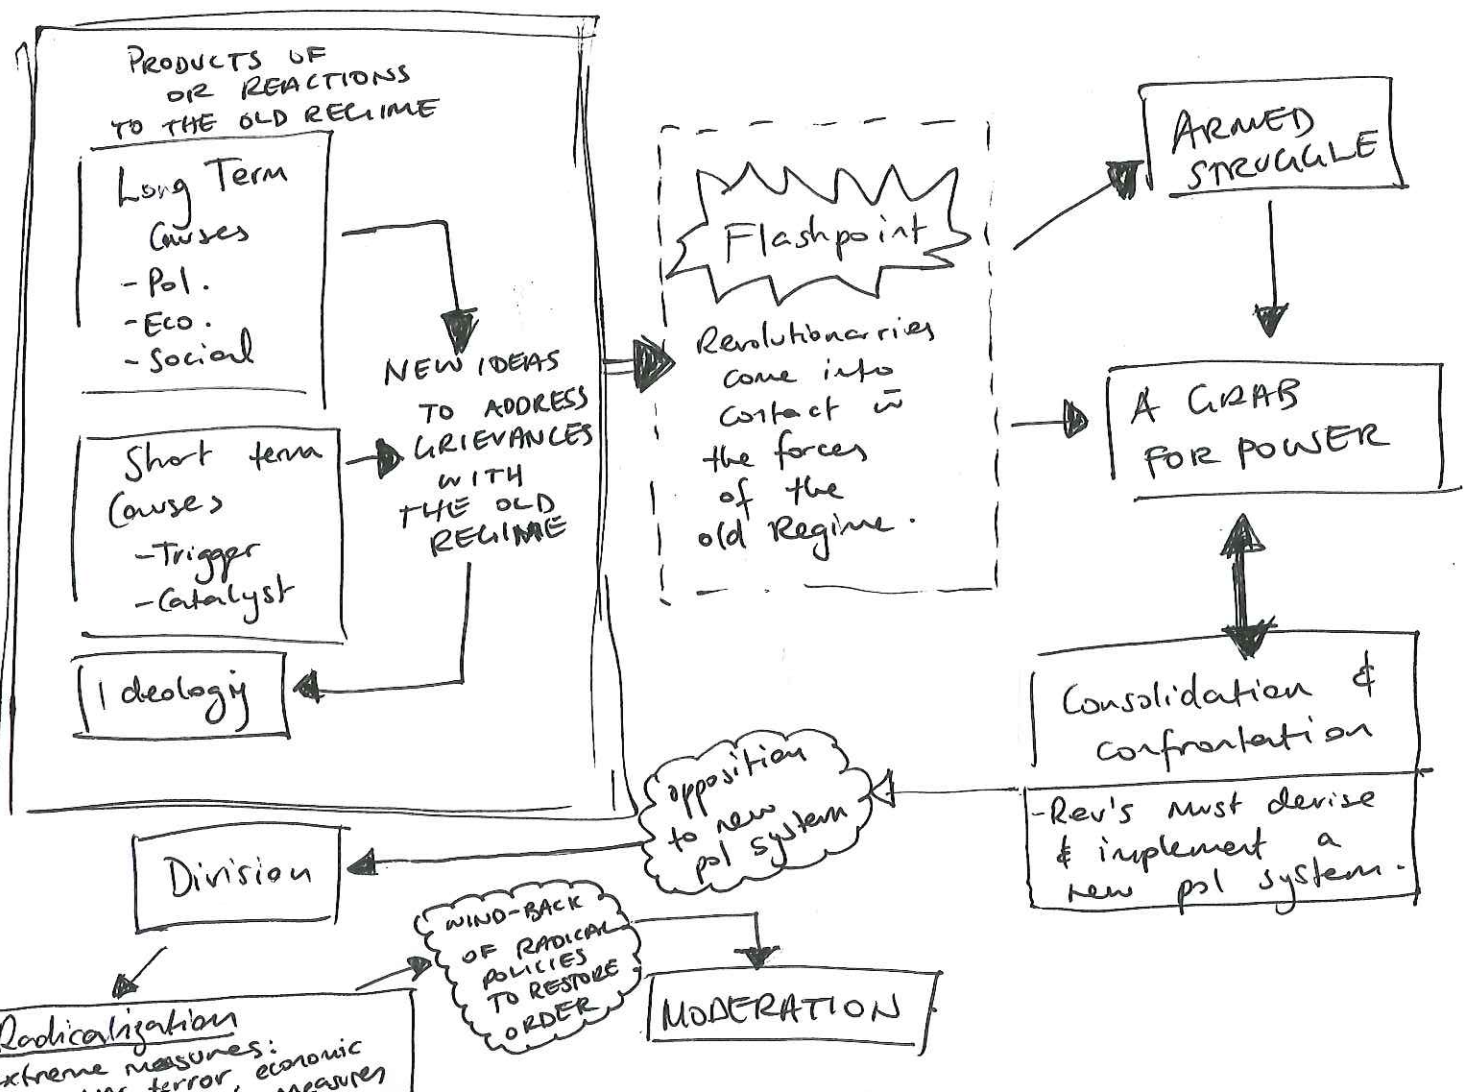 PRODUCTS OF
OR REACTIONS
TO THE OLD REGIME
Long Term
Causes
- Pol.
- Eco.
- Social
Short term
Causes
- Trigger
- Catalyst
Ideology
NEW IDEAS
TO ADDRESS
GRIEVANCES
WITH
THE OLD
REGIME
Flashpoint
Revolutionarries
come into
contact w̄
the forces
of the
old Regime.
ARMED
STRUGGLE
A GRAB
FOR POWER
Consolidation &
confrontation
- Rev's must devise
& implement a
new pol system.
opposition
to new
pol system
Division
Radicalization
extreme measures:
terror economic
measures
WIND-BACK
OF RADICAL
POLICIES
TO RESTORE
ORDER
MODERATION